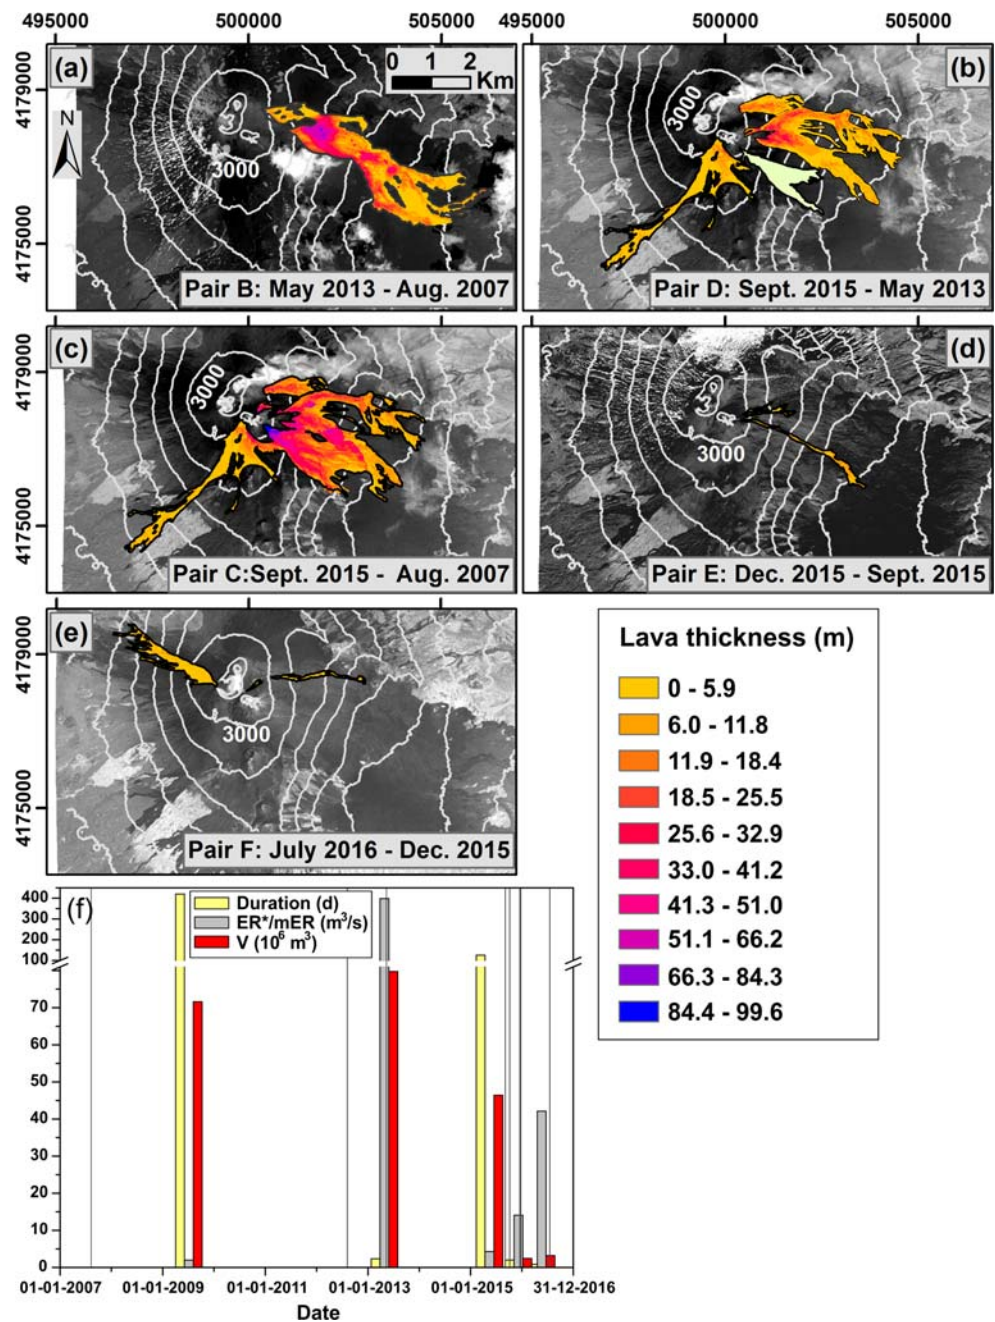 495000 500000 505000 495000 500000 505000
(a)
0 1 2
Km
N
3000
4179000
4175000
Pair B: May 2013 - Aug. 2007
(b)
3000
Pair D: Sept. 2015 - May 2013
(c)
3000
4179000
4175000
Pair C:Sept. 2015 - Aug. 2007
(d)
3000
Pair E: Dec. 2015 - Sept. 2015
(e)
3000
4179000
4175000
Pair F: July 2016 - Dec. 2015
Lava thickness (m)
0 - 5.9
6.0 - 11.8
11.9 - 18.4
18.5 - 25.5
25.6 - 32.9
33.0 - 41.2
41.3 - 51.0
51.1 - 66.2
66.3 - 84.3
84.4 - 99.6
(f)
Duration (d)
ER*/mER (m³/s)
V (10⁶ m³)
400
300
200
100
70
60
50
40
30
20
10
0
01-01-2007 01-01-2009 01-01-2011 01-01-2013 01-01-2015 31-12-2016
Date